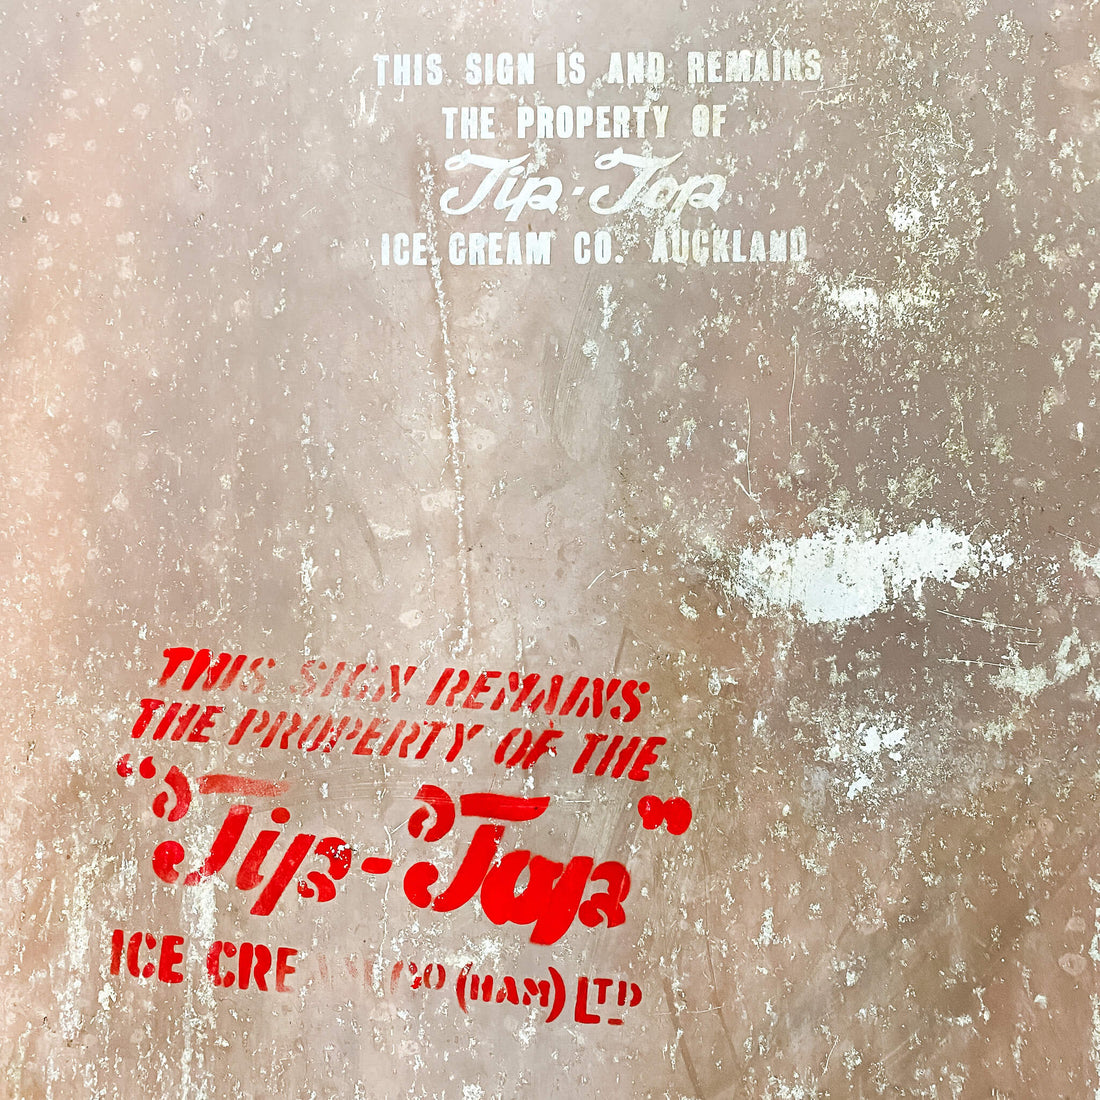 THIS SIGN IS AND REMAINS
THE PROPERTY OF
Tip-Top
ICE CREAM CO. AUCKLAND
THIS SIGN REMAINS
THE PROPERTY OF THE
"Tip-Top"
ICE CREAM CO (HAM) LTD